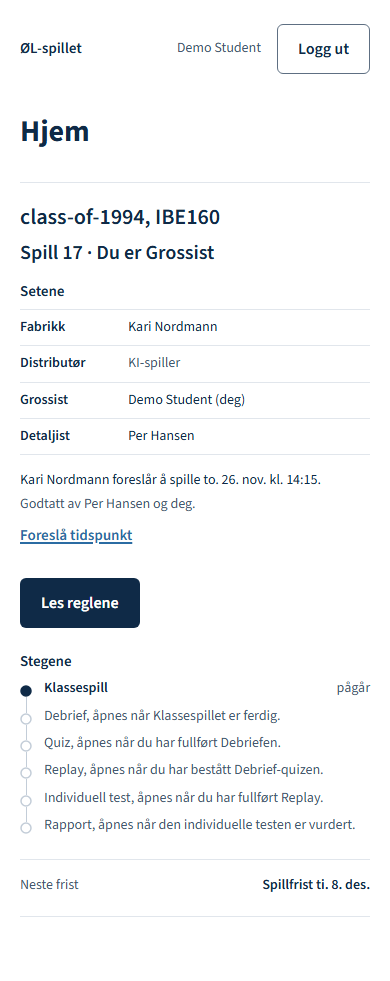 ØL-spillet
Demo Student
Logg ut
Hjem
class-of-1994, IBE160
Spill 17 · Du er Grossist
Setene
Fabrikk Kari Nordmann
Distributør KI-spiller
Grossist Demo Student (deg)
Detaljist Per Hansen
Kari Nordmann foreslår å spille to. 26. nov. kl. 14:15.
Godtatt av Per Hansen og deg.
Foreslå tidspunkt
Les reglene
Stegene
Klassespill pågår
Debrief, åpnes når Klassespillet er ferdig.
Quiz, åpnes når du har fullført Debriefen.
Replay, åpnes når du har bestått Debrief-quizen.
Individuell test, åpnes når du har fullført Replay.
Rapport, åpnes når den individuelle testen er vurdert.
Neste frist Spillfrist ti. 8. des.